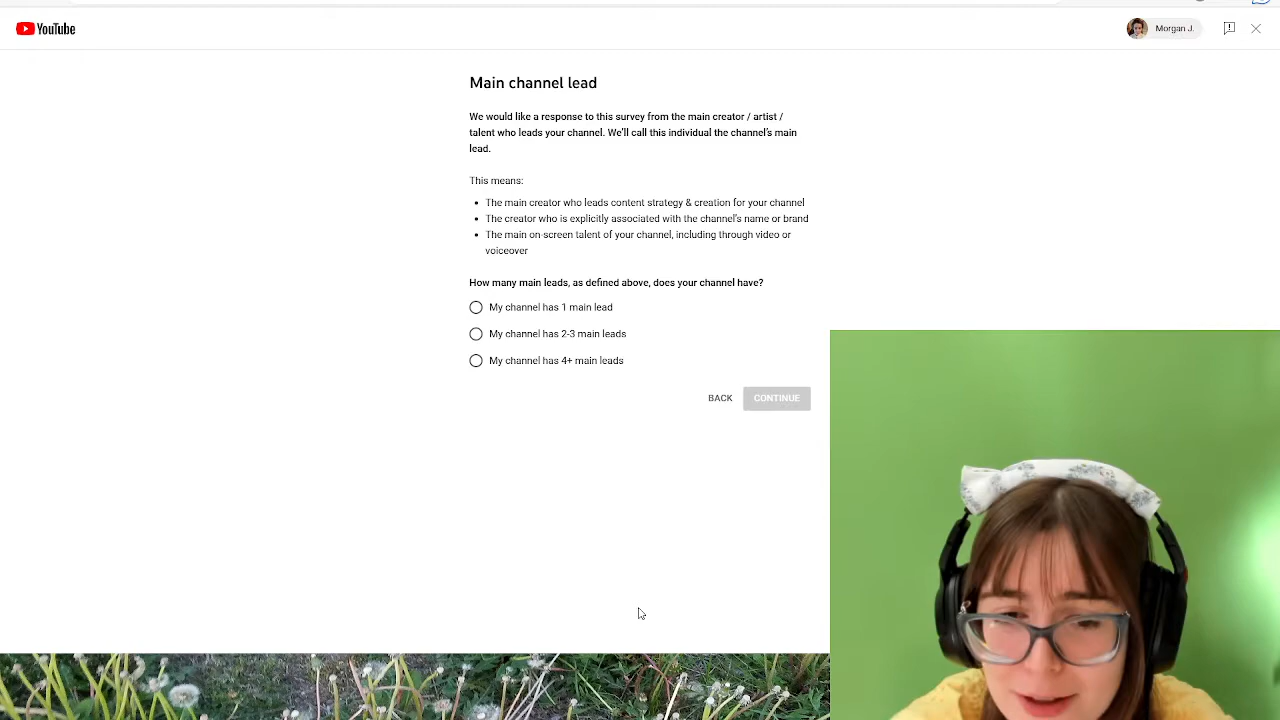 YouTube
Morgan J.
Main channel lead
We would like a response to this survey from the main creator / artist /
talent who leads your channel. We'll call this individual the channel's main
lead.
This means:
• The main creator who leads content strategy & creation for your channel
• The creator who is explicitly associated with the channel's name or brand
• The main on-screen talent of your channel, including through video or
voiceover
How many main leads, as defined above, does your channel have?
My channel has 1 main lead
My channel has 2-3 main leads
My channel has 4+ main leads
BACK CONTINUE